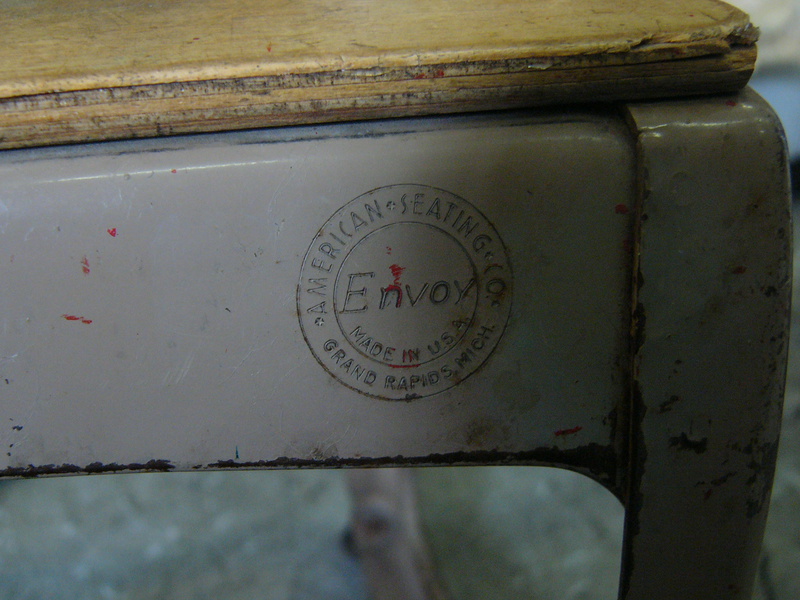 AMERICAN · SEATING · CO.
Envoy
MADE IN U.S.A.
GRAND RAPIDS, MICH.